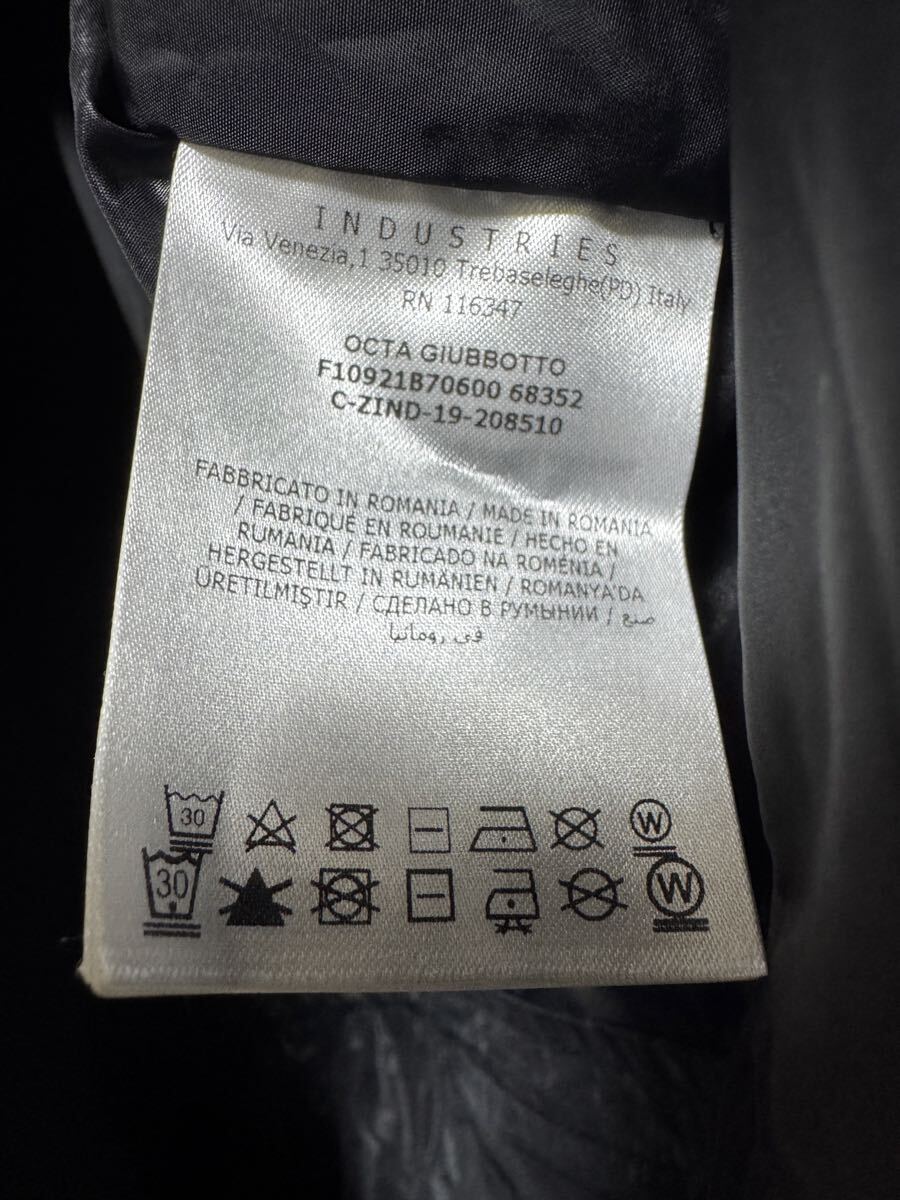 INDUSTRIES
Via Venezia,1 35010 Trebaseleghe(PD) Italy
RN 116347
OCTA GIUBBOTTO
F10921B70600 68352
C-ZIND-19-208510
FABBRICATO IN ROMANIA / MADE IN ROMANIA
/ FABRIQUÉ EN ROUMANIE / HECHO EN
RUMANIA / FABRICADO NA ROMÉNIA /
HERGESTELLT IN RUMÄNIEN / ROMANYA'DA
ÜRETILMIŞTIR / СДЕЛАНО В РУМЫНИИ / صنع
في رومانيا
30 W
30 W